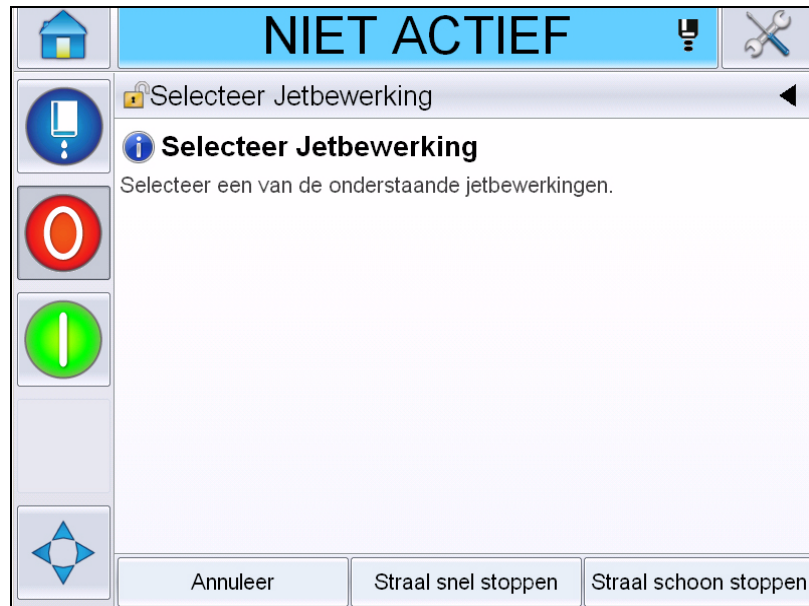 NIET ACTIEF
Selecteer Jetbewerking
Selecteer Jetbewerking
Selecteer een van de onderstaande jetbewerkingen.
Annuleer
Straal snel stoppen
Straal schoon stoppen